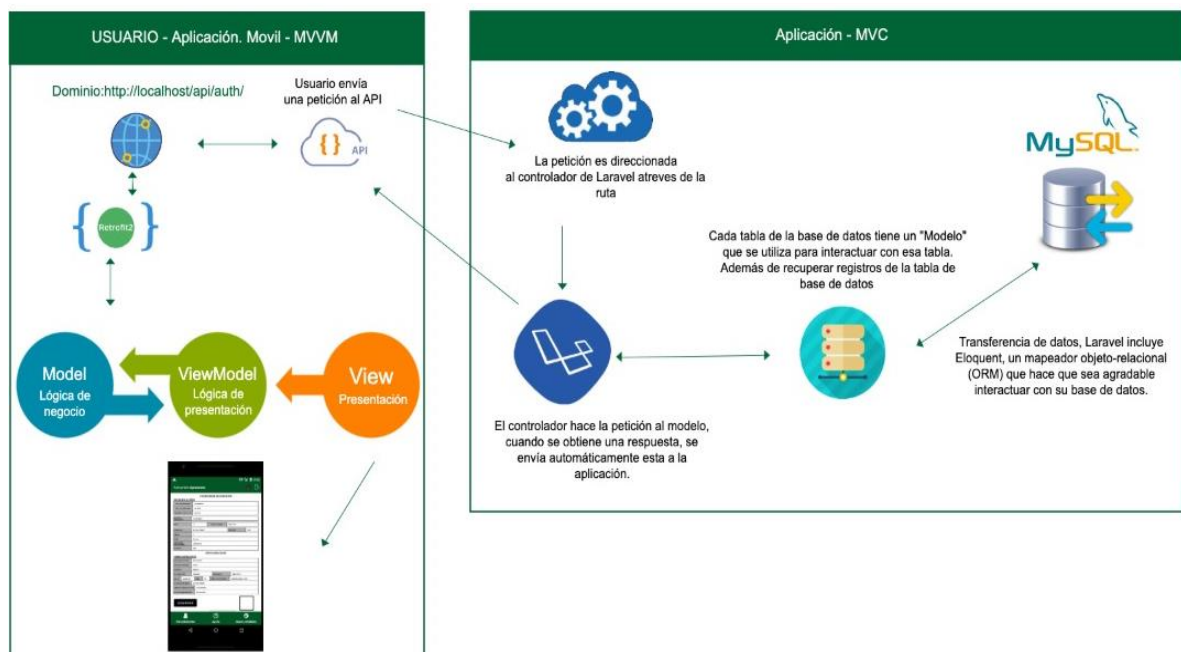 USUARIO - Aplicación. Movil - MVVM
Dominio:http://localhost/api/auth/
Usuario envía
una petición al API
{ } API
{ Retrofit2 }
Model
Lógica de
negocio
ViewModel
Lógica de
presentación
View
Presentación
Aplicación - MVC
La petición es direccionada
al controlador de Laravel atreves de la
ruta
MySQL
Cada tabla de la base de datos tiene un "Modelo"
que se utiliza para interactuar con esa tabla.
Además de recuperar registros de la tabla de
base de datos
Transferencia de datos, Laravel incluye
Eloquent, un mapeador objeto-relacional
(ORM) que hace que sea agradable
interactuar con su base de datos.
El controlador hace la petición al modelo,
cuando se obtiene una respuesta, se
envía automáticamente esta a la
aplicación.